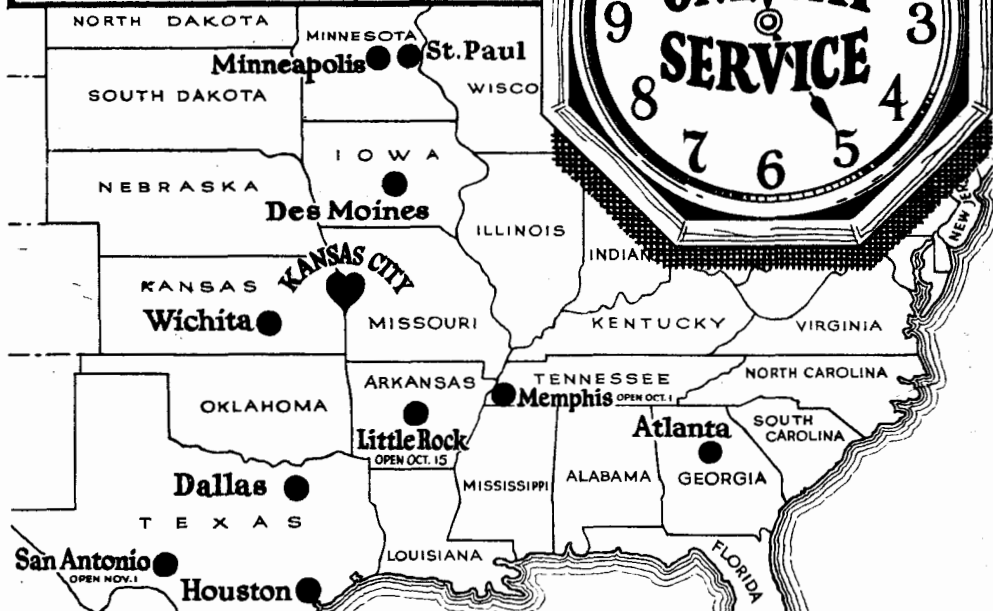 NORTH DAKOTA
MINNESOTA
Minneapolis
St. Paul
SOUTH DAKOTA
9
3
SERVICE
8
4
7
5
6
IOWA
NEBRASKA
Des Moines
ILLINOIS
KANSAS CITY
KANSAS
Wichita
MISSOURI
KENTUCKY
VIRGINIA
ARKANSAS
TENNESSEE
NORTH CAROLINA
OKLAHOMA
Memphis OPEN OCT. 1
Little Rock
OPEN OCT. 15
Atlanta
SOUTH
CAROLINA
Dallas
MISSISSIPPI
ALABAMA
GEORGIA
TEXAS
San Antonio
OPEN NOV. 1
LOUISIANA
FLORIDA
Houston